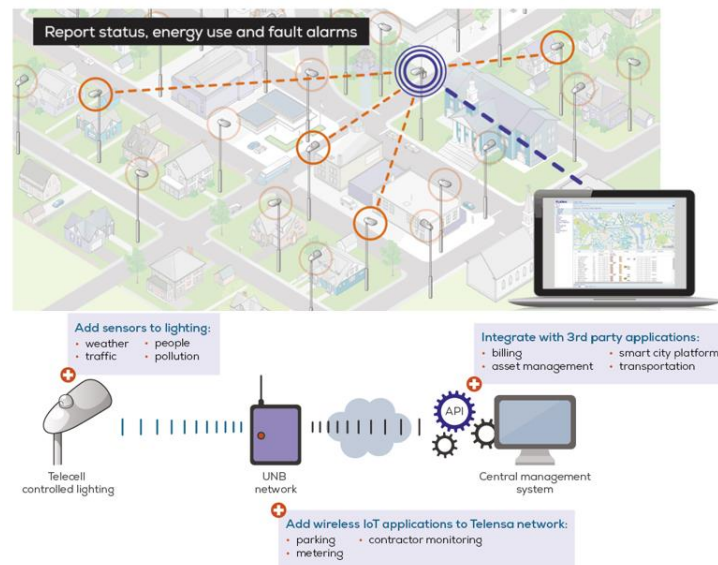 Report status, energy use and fault alarms
Add sensors to lighting:
• weather • people
• traffic • pollution
Integrate with 3rd party applications:
• billing • smart city platform
• asset management • transportation
API
Telecell
controlled lighting
UNB
network
Central management
system
Add wireless IoT applications to Telensa network:
• parking • contractor monitoring
• metering